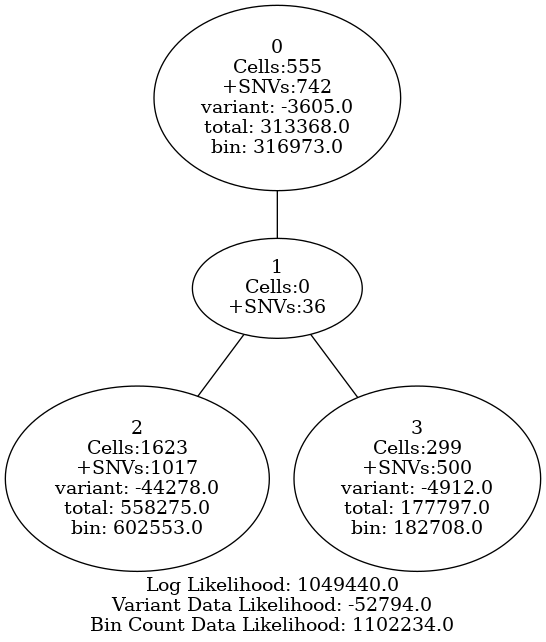 0
Cells:555
+SNVs:742
variant: -3605.0
total: 313368.0
bin: 316973.0
1
Cells:0
+SNVs:36
2
Cells:1623
+SNVs:1017
variant: -44278.0
total: 558275.0
bin: 602553.0
3
Cells:299
+SNVs:500
variant: -4912.0
total: 177797.0
bin: 182708.0
Log Likelihood: 1049440.0
Variant Data Likelihood: -52794.0
Bin Count Data Likelihood: 1102234.0